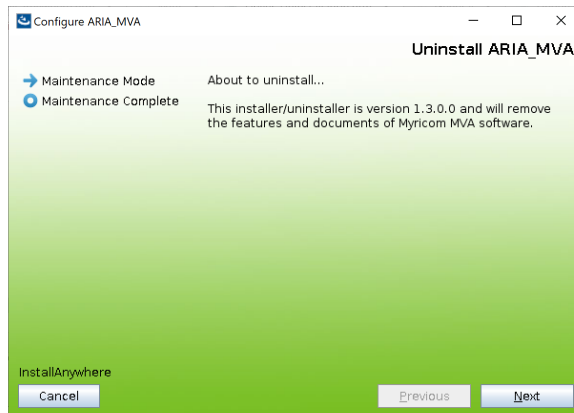 Configure ARIA_MVA
Uninstall ARIA_MVA
Maintenance Mode
Maintenance Complete
About to uninstall...
This installer/uninstaller is version 1.3.0.0 and will remove
the features and documents of Myricom MVA software.
InstallAnywhere
Cancel
Previous
Next